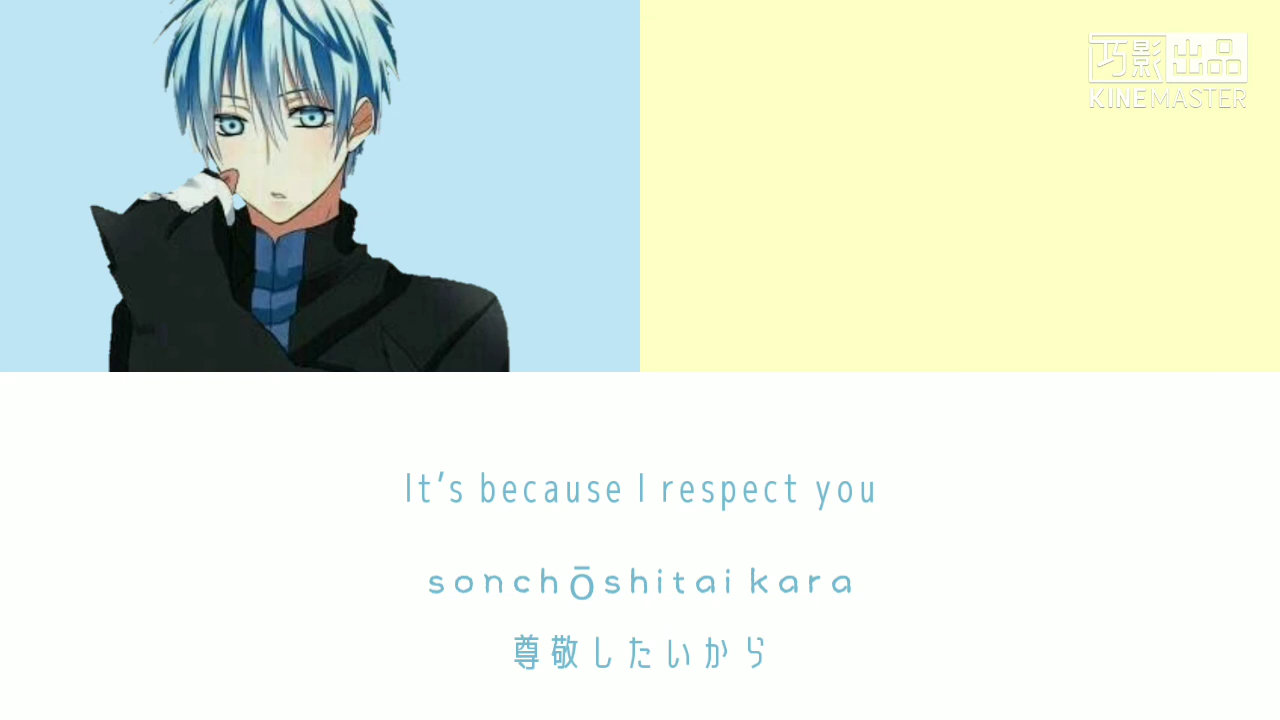 巧影出品
KINEMASTER
It's because I respect you
sonchōshitai kara
尊敬したいから